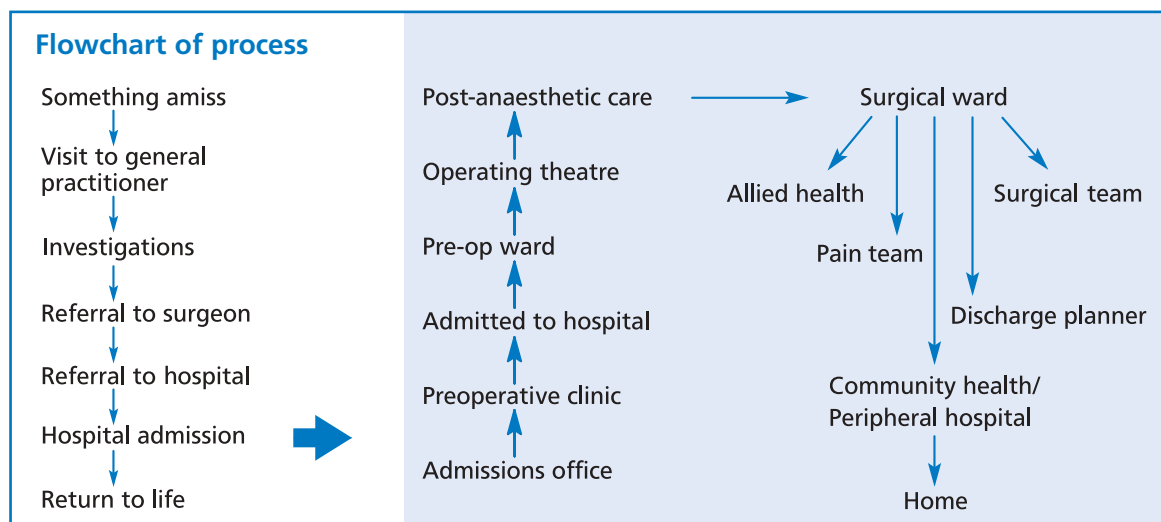 Flowchart of process
Something amiss
Visit to general
practitioner
Investigations
Referral to surgeon
Referral to hospital
Hospital admission
Return to life
Post-anaesthetic care
Operating theatre
Pre-op ward
Admitted to hospital
Preoperative clinic
Admissions office
Surgical ward
Allied health
Surgical team
Pain team
Discharge planner
Community health/
Peripheral hospital
Home